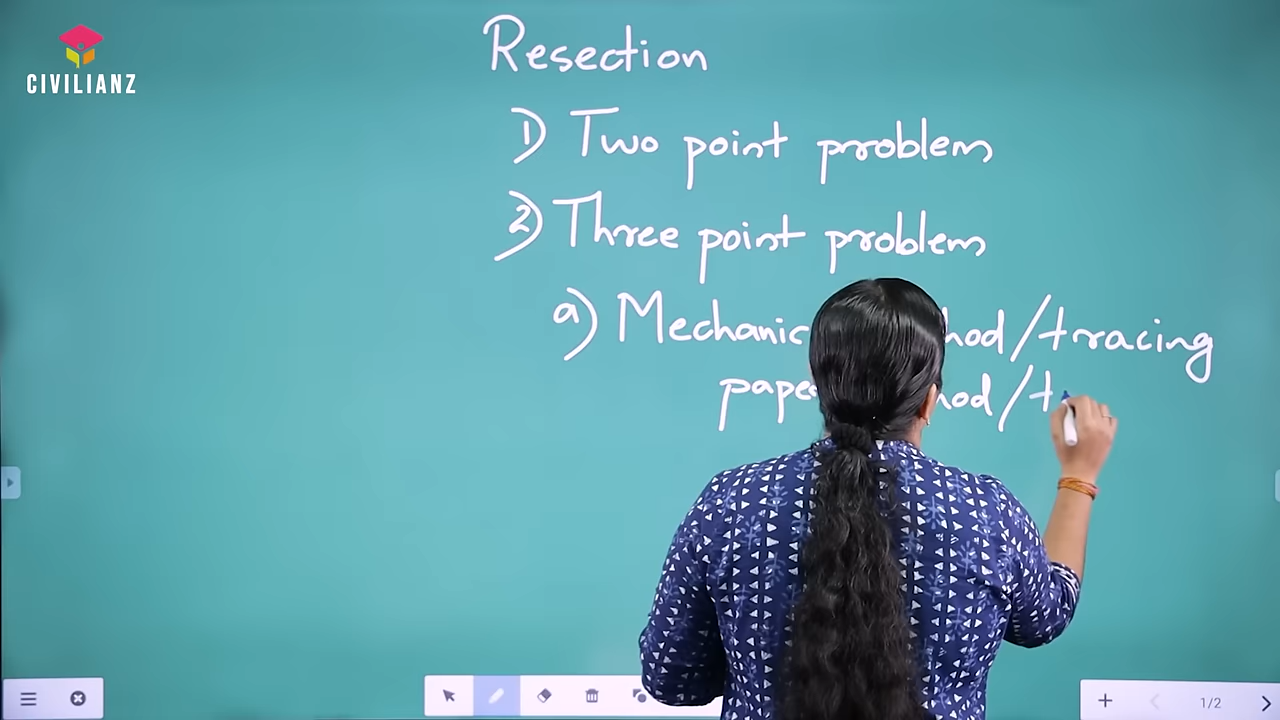 CIVILIANZ
Resection
1) Two point problem
2) Three point problem
a) Mechanic hod / tracing
pape hod / t
1/2